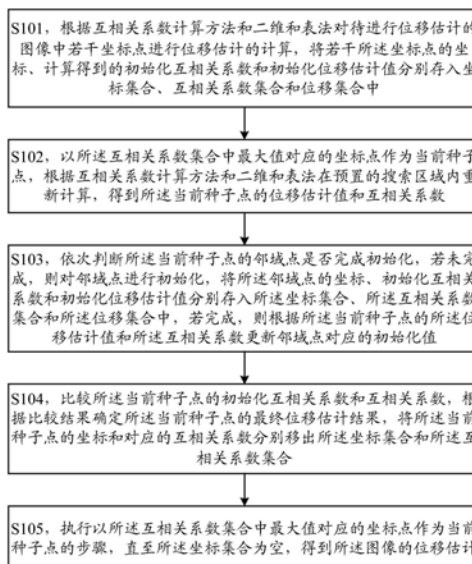 S101，根据互相关系数计算方法和二维和表法对待进行位移估计的
图像中若干坐标点进行位移估计的计算，将若干所述坐标点的坐
标、计算得到的初始化互相关系数和初始化位移估计值分别存入坐
标集合、互相关系数集合和位移集合中
S102，以所述互相关系数集合中最大值对应的坐标点作为当前种子
点，根据互相关系数计算方法和二维和表法在预置的搜索区域内重
新计算，得到所述当前种子点的位移估计值和互相关系数
S103，依次判断所述当前种子点的邻域点是否完成初始化，若未完
成，则对邻域点进行初始化，将所述邻域点的坐标、初始化互相关
系数和初始化位移估计值分别存入所述坐标集合、所述互相关系数
集合和所述位移集合中，若完成，则根据所述当前种子点的所述位
移估计值和所述互相关系数更新邻域点对应的初始化值
S104，比较所述当前种子点的初始化互相关系数和互相关系数，根
据比较结果确定所述当前种子点的最终位移估计结果，将所述当前
种子点的坐标和对应的互相关系数分别移出所述坐标集合和所述互
相关系数集合
S105，执行以所述互相关系数集合中最大值对应的坐标点作为当前
种子点的步骤，直至所述坐标集合为空，得到所述图像的位移估计